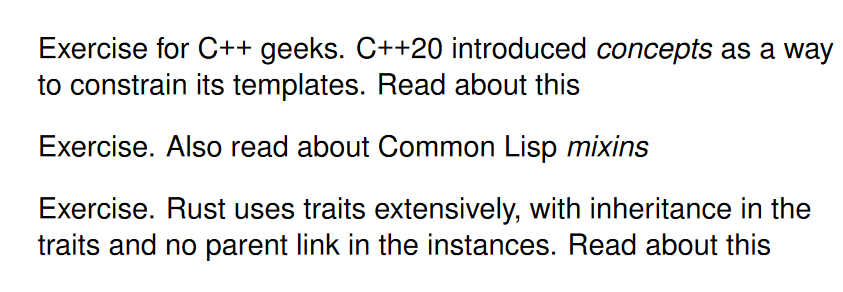 Exercise for C++ geeks. C++20 introduced concepts as a way
to constrain its templates. Read about this
Exercise. Also read about Common Lisp mixins
Exercise. Rust uses traits extensively, with inheritance in the
traits and no parent link in the instances. Read about this